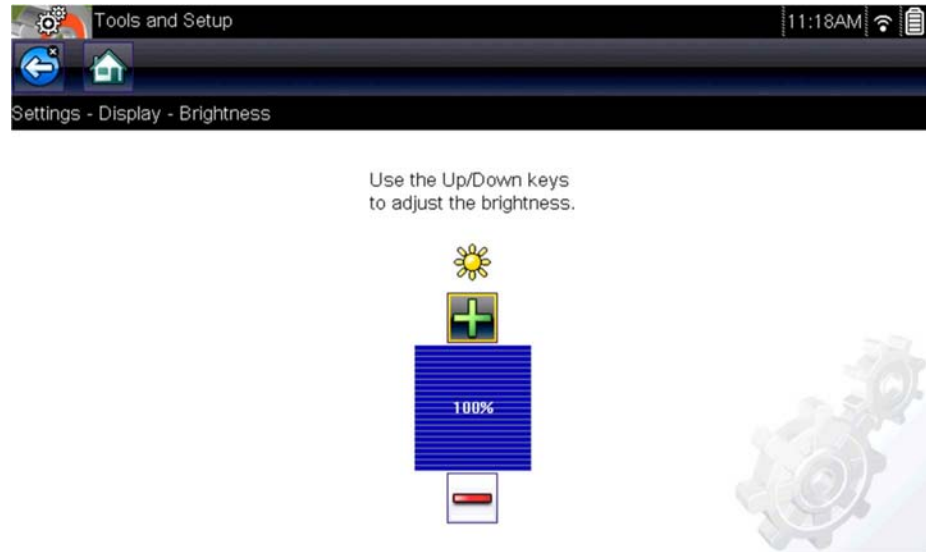 Tools and Setup
11:18AM
Settings - Display - Brightness
Use the Up/Down keys
to adjust the brightness.
100%